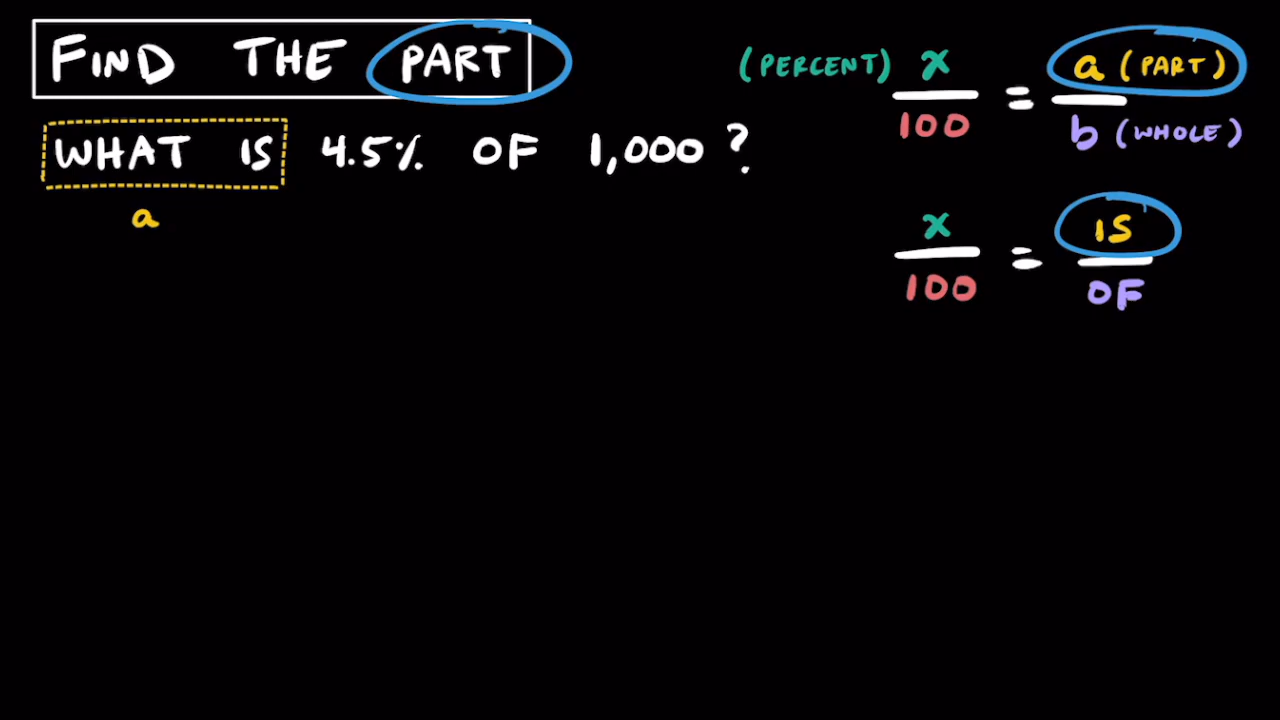 FIND THE PART
WHAT IS 4.5% OF 1,000?
a
(PERCENT) x/100 = a (PART)/b (WHOLE)
x/100 = IS/OF